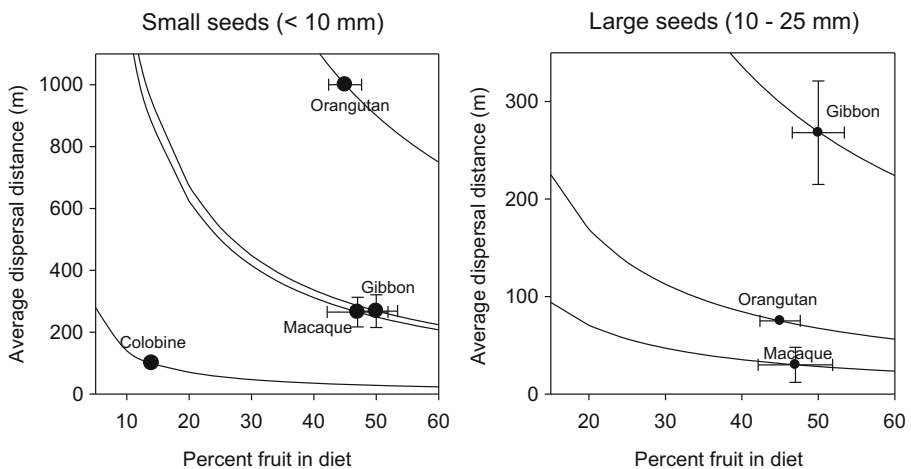 Small seeds (< 10 mm)
Average dispersal distance (m)
1000
800
600
400
200
0
Orangutan
Gibbon
Macaque
Colobine
10 20 30 40 50 60
Percent fruit in diet
Large seeds (10 - 25 mm)
Average dispersal distance (m)
300
200
100
0
Gibbon
Orangutan
Macaque
20 30 40 50 60
Percent fruit in diet